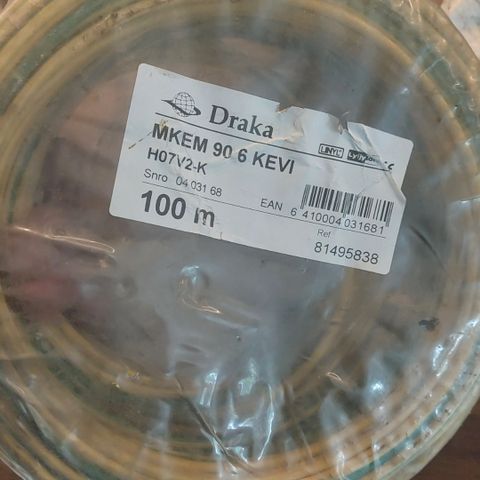 Draka
MKEM 90 6 KEVI
H07V2-K
Snro 04 031 68
100 m
EAN 6 410004 031681
Ref
81495838